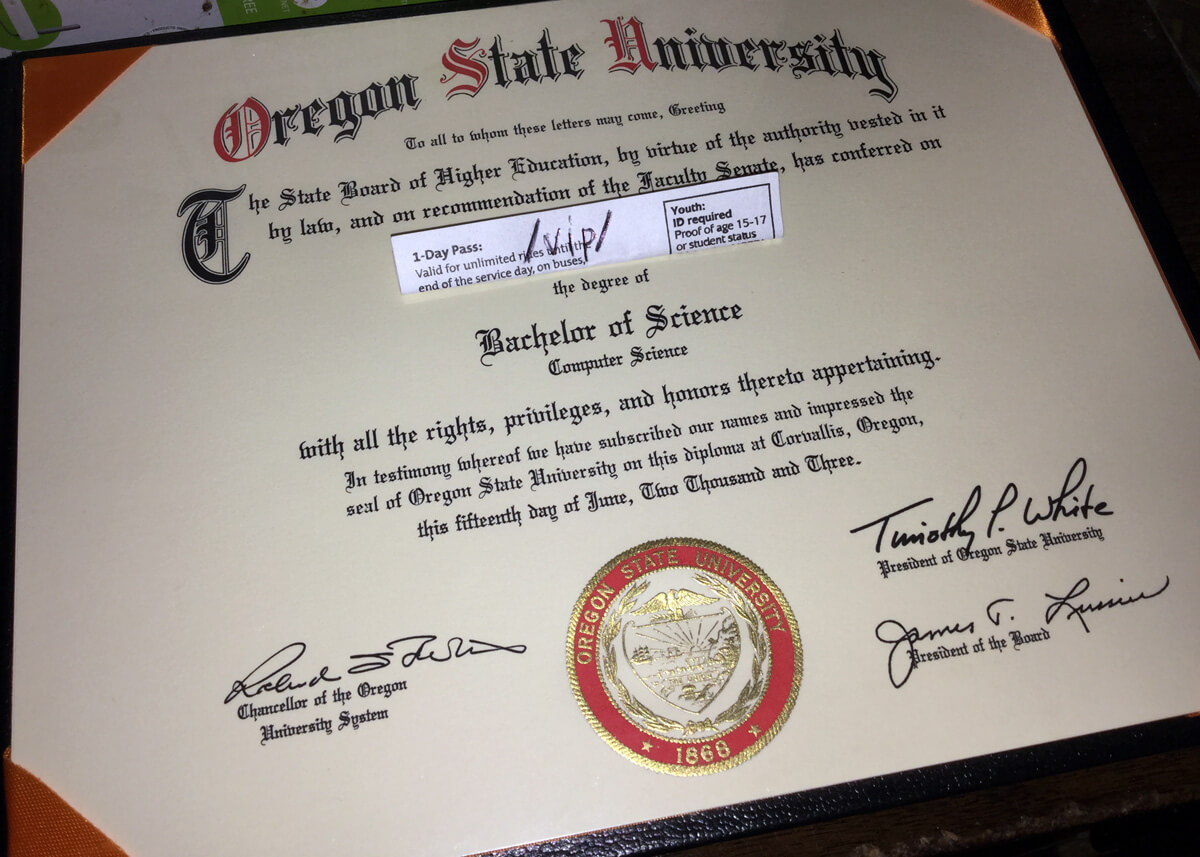 Oregon State University
To all to whom these letters may come, Greeting
The State Board of Higher Education, by virtue of the authority vested in it
by law, and on recommendation of the Faculty Senate, has conferred on
1-Day Pass:
Valid for unlimited rides until the
end of the service day, on buses,
/vip/
Youth:
ID required
Proof of age 15-17
or student status
the degree of
Bachelor of Science
Computer Science
with all the rights, privileges, and honors thereto appertaining.
In testimony whereof we have subscribed our names and impressed the
seal of Oregon State University on this diploma at Corvallis, Oregon,
this fifteenth day of June, Two Thousand and Three.
Timothy P. White
President of Oregon State University
James T. Lussier
President of the Board
Chancellor of the Oregon
University System
OREGON STATE UNIVERSITY
1868